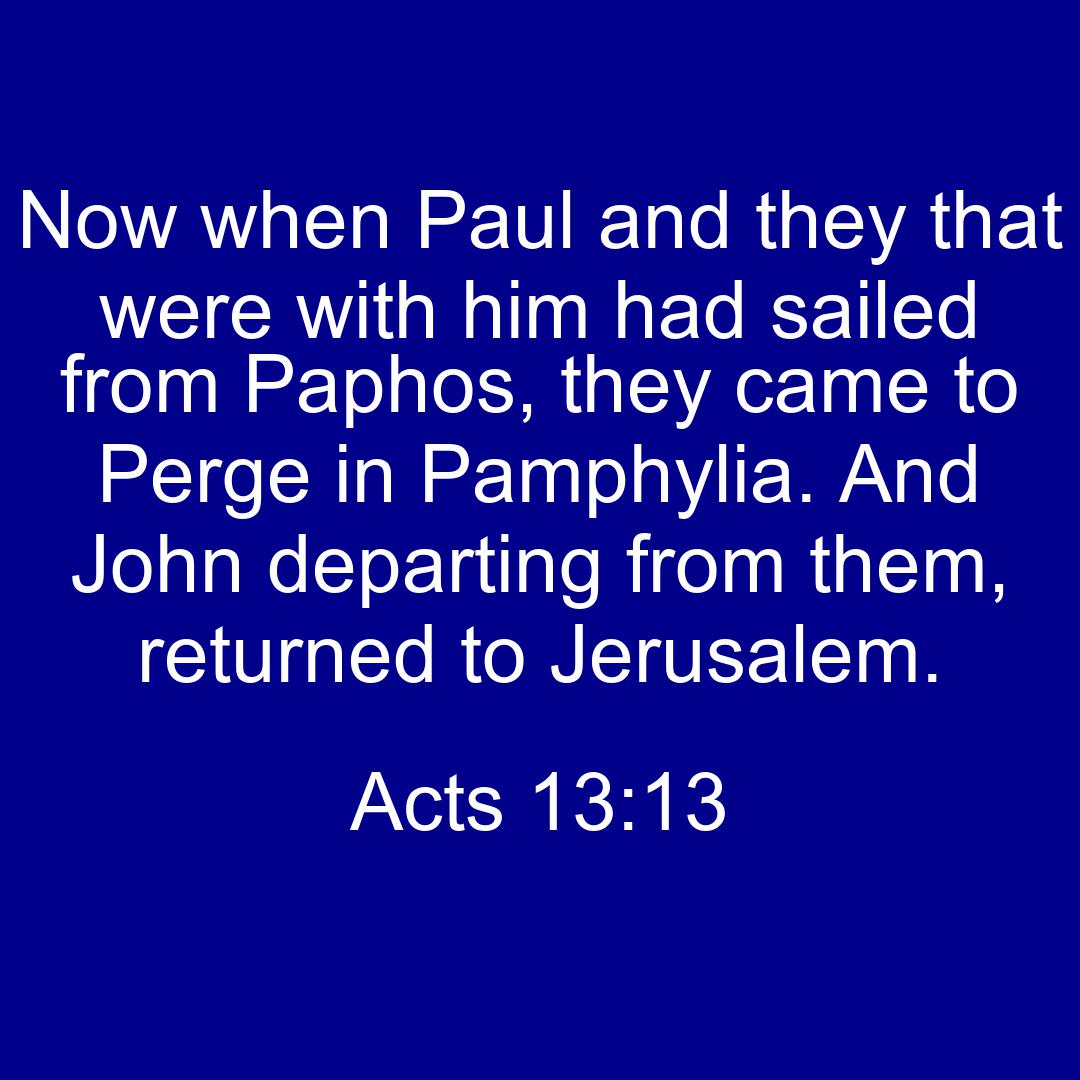 Now when Paul and they that
were with him had sailed
from Paphos, they came to
Perge in Pamphylia. And
John departing from them,
returned to Jerusalem.
Acts 13:13